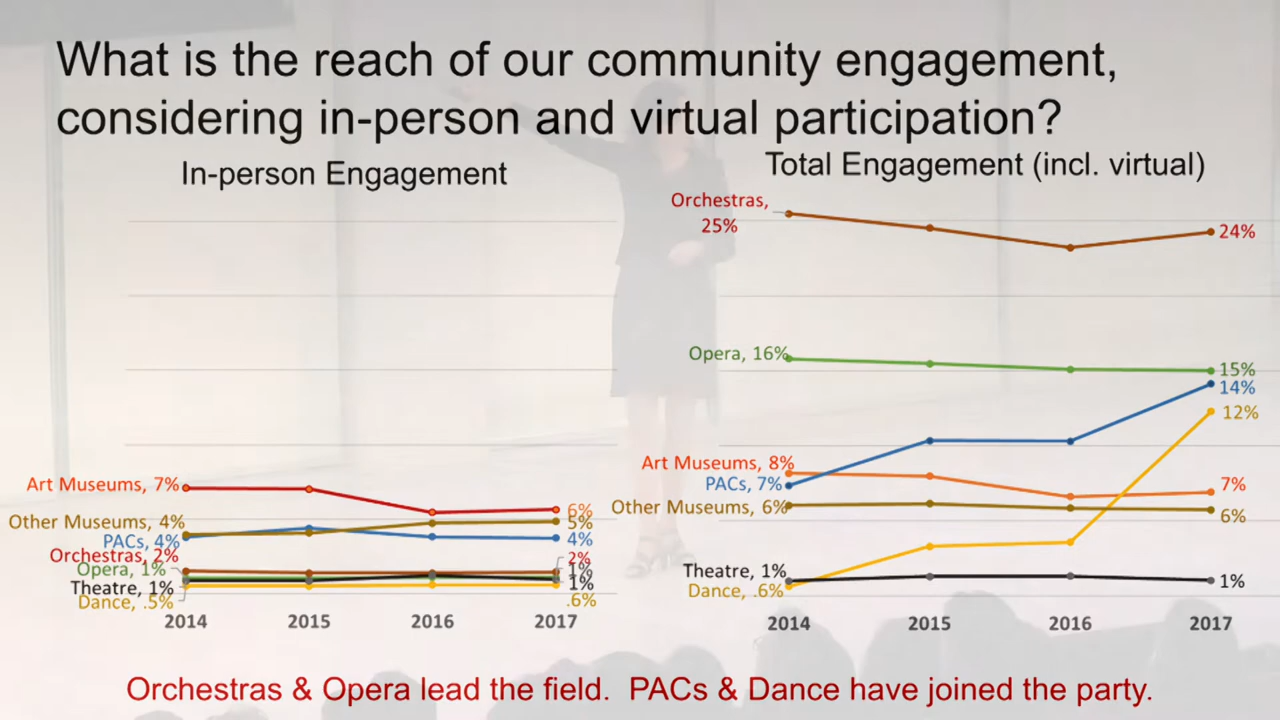 What is the reach of our community engagement,
considering in-person and virtual participation?
In-person Engagement
Art Museums, 7%
Other Museums, 4%
PACs, 4%
Orchestras, 2%
Opera, 1%
Theatre, 1%
Dance, .5%
6%
5%
4%
2%
1%
1%
.6%
2014 2015 2016 2017
Total Engagement (incl. virtual)
Orchestras,
25%
Opera, 16%
Art Museums, 8%
PACs, 7%
Other Museums, 6%
Theatre, 1%
Dance, .6%
24%
15%
14%
12%
7%
6%
1%
2014 2015 2016 2017
Orchestras & Opera lead the field. PACs & Dance have joined the party.